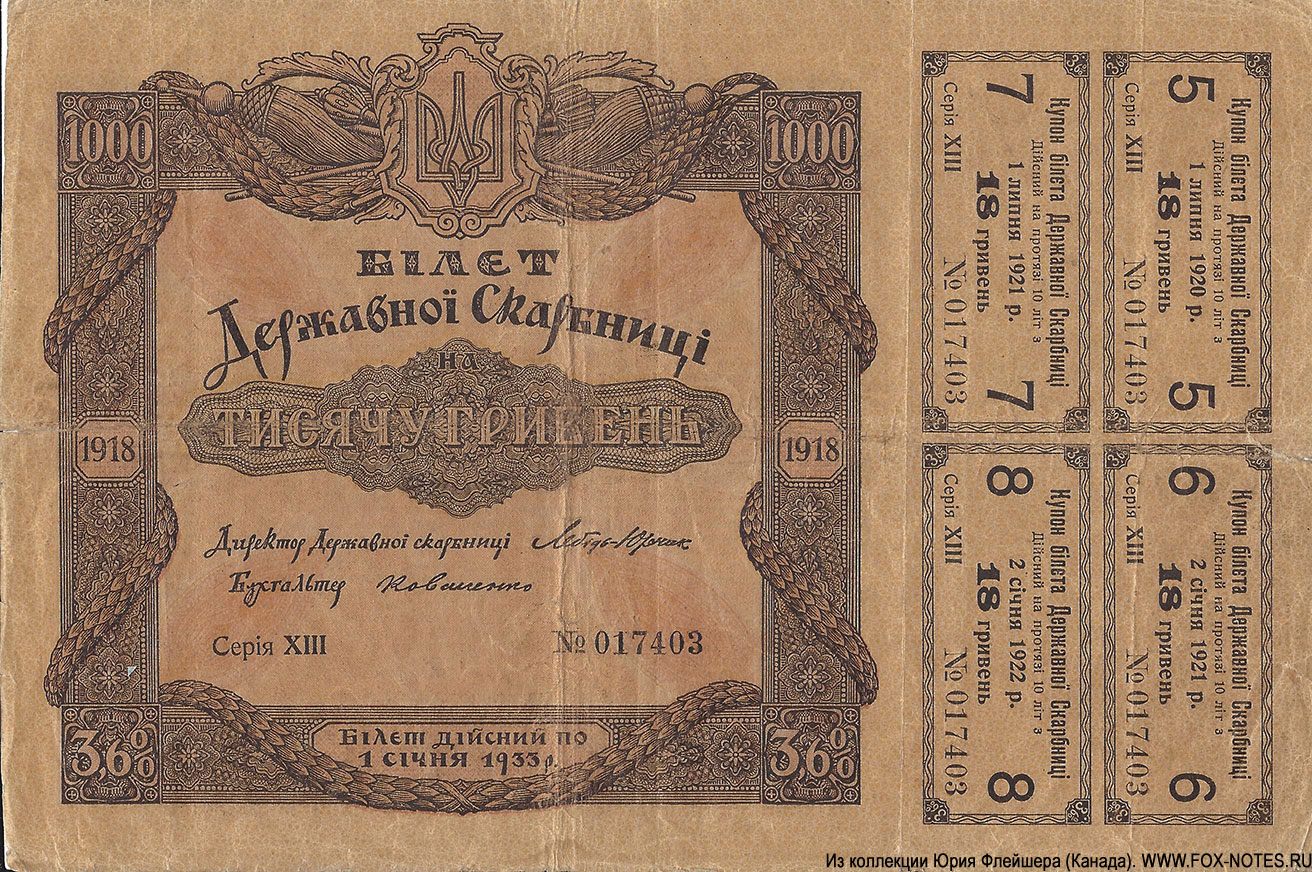 1000
1000
БІЛЄТ
Державної Скарбниці
НА
ТИСЯЧУ ГРИВЕНЬ
1918
1918
Директор Державної скарбниці Лебідь-Юрчик
Бухгальтер
Серія XIII № 017403
3,6%
3,6%
Білєт дійсний по
1 січня 1933 р.
7 7
Купон білета Державної Скарбниці
Дійсний на протязі 10 літ з
1 липня 1921 р.
18 гривень
Серія XIII № 017403
5 5
Купон білета Державної Скарбниці
Дійсний на протязі 10 літ з
1 липня 1920 р.
18 гривень
Серія XIII № 017403
8 8
Купон білета Державної Скарбниці
Дійсний на протязі 10 літ з
2 січня 1922 р.
18 гривень
Серія XIII № 017403
6 6
Купон білета Державної Скарбниці
Дійсний на протязі 10 літ з
2 січня 1921 р.
18 гривень
Серія XIII № 017403
Из коллекции Юрия Флейшера (Канада). WWW.FOX-NOTES.RU